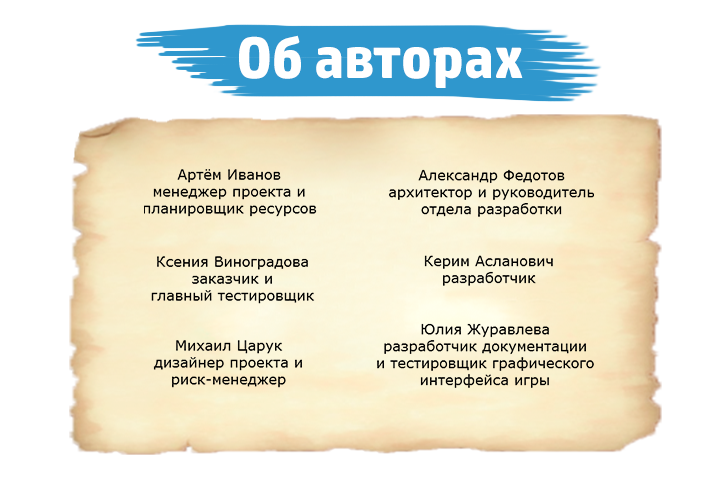 Об авторах
Артём Иванов
менеджер проекта и
планировщик ресурсов
Ксения Виноградова
заказчик и
главный тестировщик
Михаил Царук
дизайнер проекта и
риск-менеджер
Александр Федотов
архитектор и руководитель
отдела разработки
Керим Асланович
разработчик
Юлия Журавлева
разработчик документации
и тестировщик графического
интерфейса игры